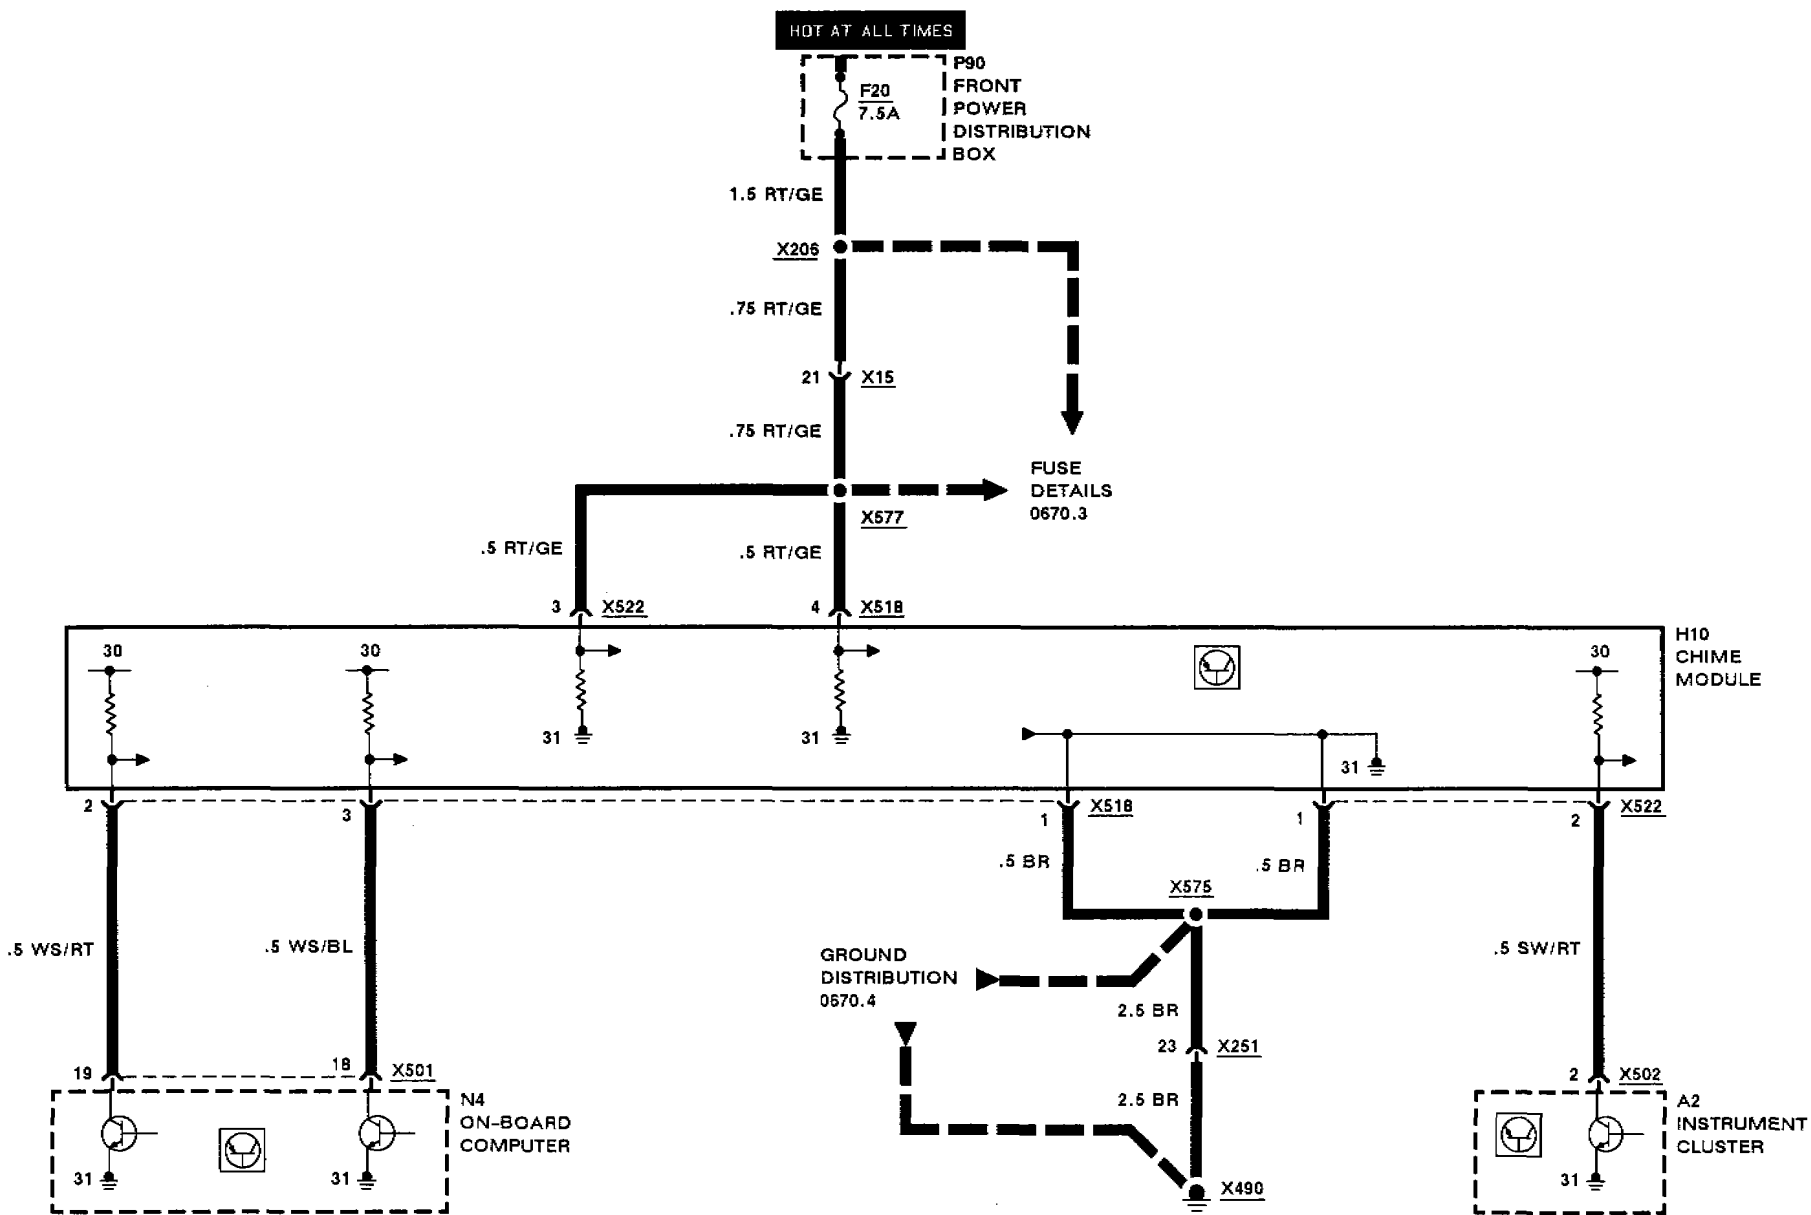 HOT AT ALL TIMES
P90
FRONT
POWER
DISTRIBUTION
BOX
F20
7.5A
1.5 RT/GE
X206
.75 RT/GE
21 X15
.75 RT/GE
FUSE
DETAILS
0670.3
X577
.5 RT/GE
.5 RT/GE
3 X522
4 X518
H10
CHIME
MODULE
30
30
30
31
31
31
2
3
1 X518
1
2 X522
.5 BR
.5 BR
X575
.5 WS/RT
.5 WS/BL
.5 SW/RT
GROUND
DISTRIBUTION
0670.4
2.5 BR
23 X251
19
18 X501
2 X502
2.5 BR
N4
ON-BOARD
COMPUTER
A2
INSTRUMENT
CLUSTER
31
31
31
X490